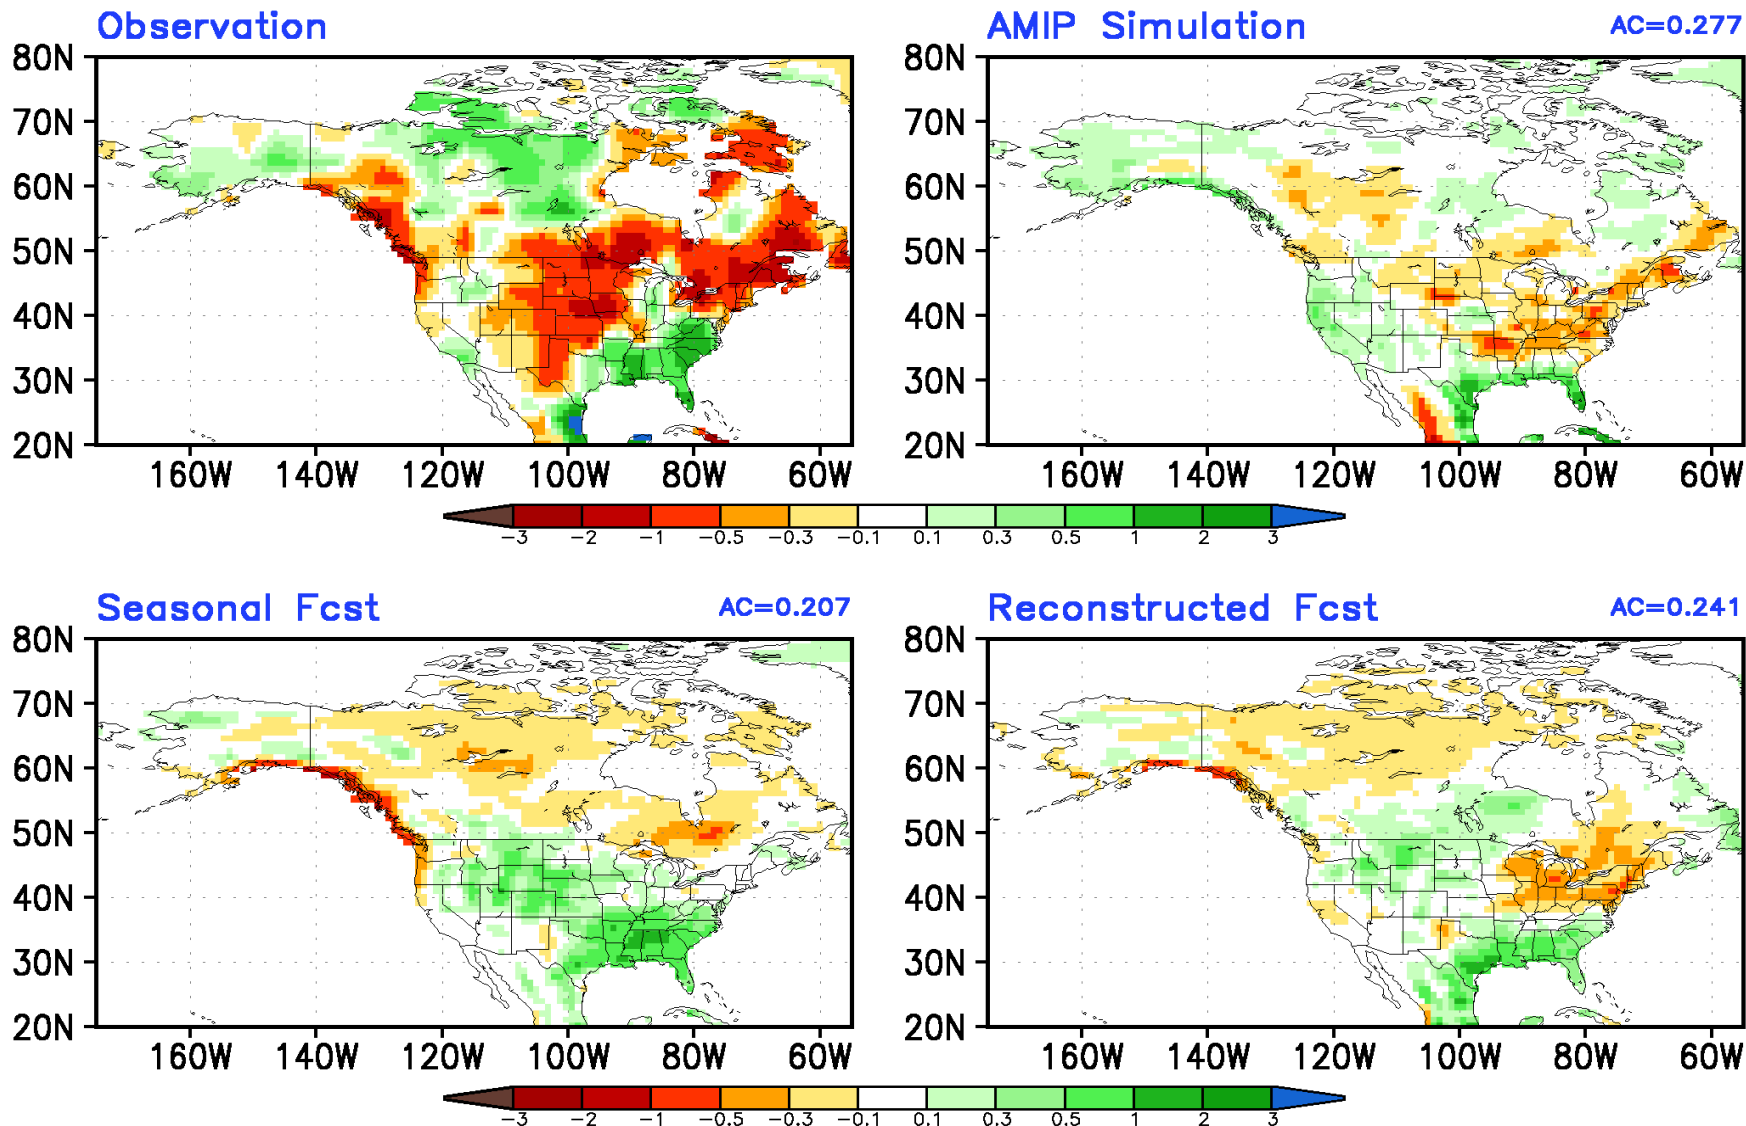 Observation
AMIP Simulation AC=0.277
80N 80N
70N 70N
60N 60N
50N 50N
40N 40N
30N 30N
20N 20N
160W 140W 120W 100W 80W 60W 160W 140W 120W 100W 80W 60W
-3 -2 -1 -0.5 -0.3 -0.1 0.1 0.3 0.5 1 2 3
Seasonal Fcst AC=0.207
Reconstructed Fcst AC=0.241
80N 80N
70N 70N
60N 60N
50N 50N
40N 40N
30N 30N
20N 20N
160W 140W 120W 100W 80W 60W 160W 140W 120W 100W 80W 60W
-3 -2 -1 -0.5 -0.3 -0.1 0.1 0.3 0.5 1 2 3